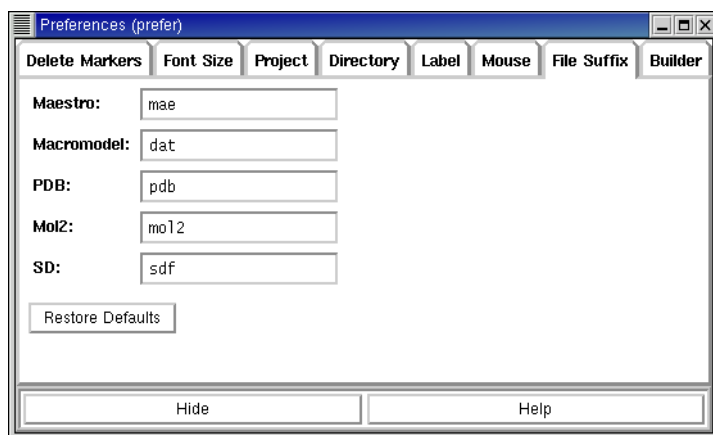 Preferences (prefer)
Delete Markers Font Size Project Directory Label Mouse File Suffix Builder
Maestro: mae
Macromodel: dat
PDB: pdb
Mol2: mol2
SD: sdf
Restore Defaults
Hide Help